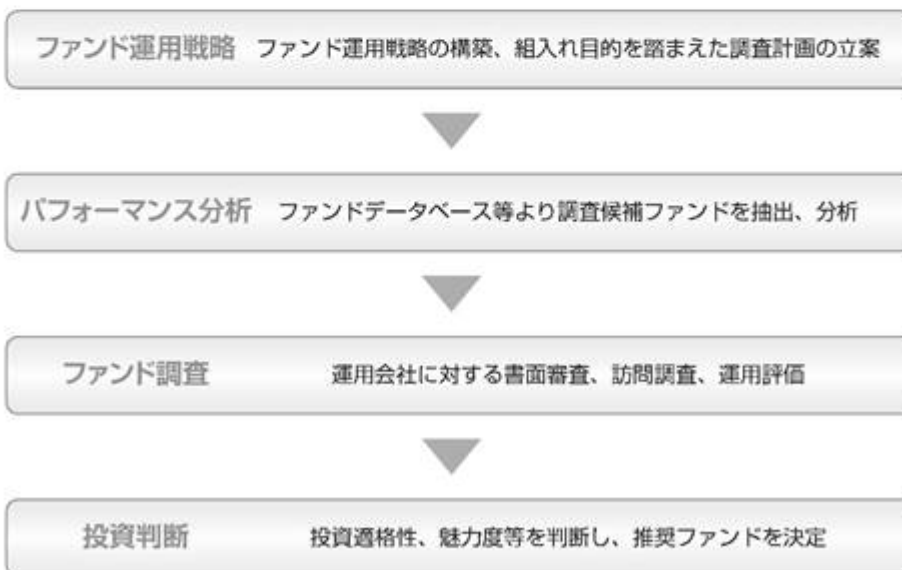 ファンド運用戦略 ファンド運用戦略の構築、組入れ目的を踏まえた調査計画の立案
パフォーマンス分析 ファンドデータベース等より調査候補ファンドを抽出、分析
ファンド調査 運用会社に対する書面審査、訪問調査、運用評価
投資判断 投資適格性、魅力度等を判断し、推奨ファンドを決定